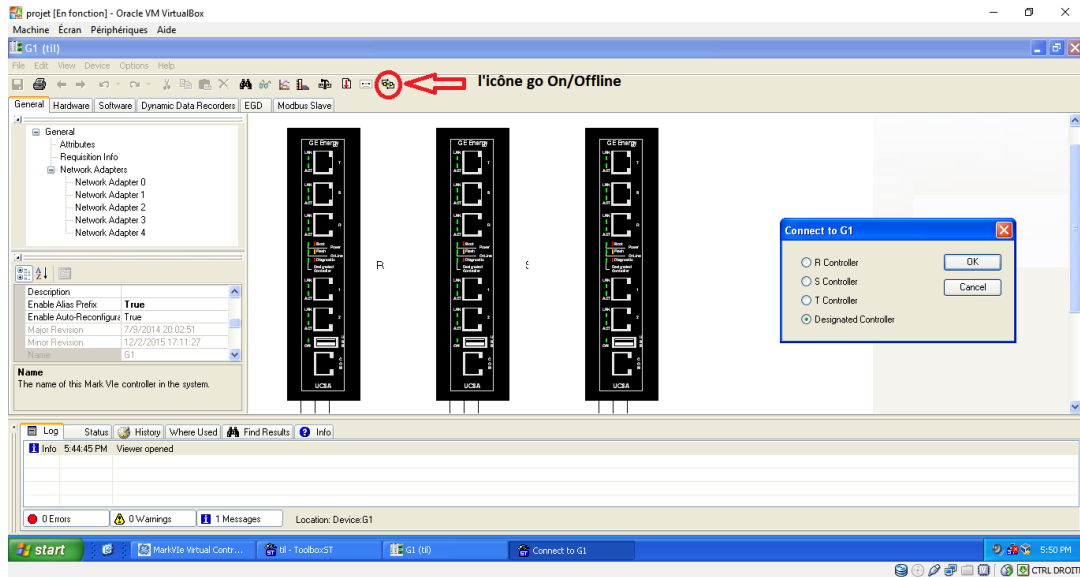 projet [En fonction] - Oracle VM VirtualBox
Machine Écran Périphériques Aide
G1 (til)
File Edit View Device Options Help
l'icône go On/Offline
General Hardware Software Dynamic Data Recorders EGD Modbus Slave
General
Attributes
Requisition Info
Network Adapters
Network Adapter 0
Network Adapter 1
Network Adapter 2
Network Adapter 3
Network Adapter 4
Description
Enable Alias Prefix True
Enable Auto-Reconfigura True
Major Revision 7/9/2014 20:02:51
Minor Revision 12/2/2015 17:11:27
Name G1
Name
The name of this Mark VIe controller in the system.
GE Energy GE Energy GE Energy
R S
UCSA UCSA UCSA
Connect to G1
R Controller OK
S Controller Cancel
T Controller
Designated Controller
Log Status History Where Used Find Results Info
Info 5:44:45 PM Viewer opened
0 Errors 0 Warnings 1 Messages Location: Device:G1
start MarkVIe Virtual Contr... til - ToolboxST G1 (til) Connect to G1 5:50 PM
CTRL DROITE